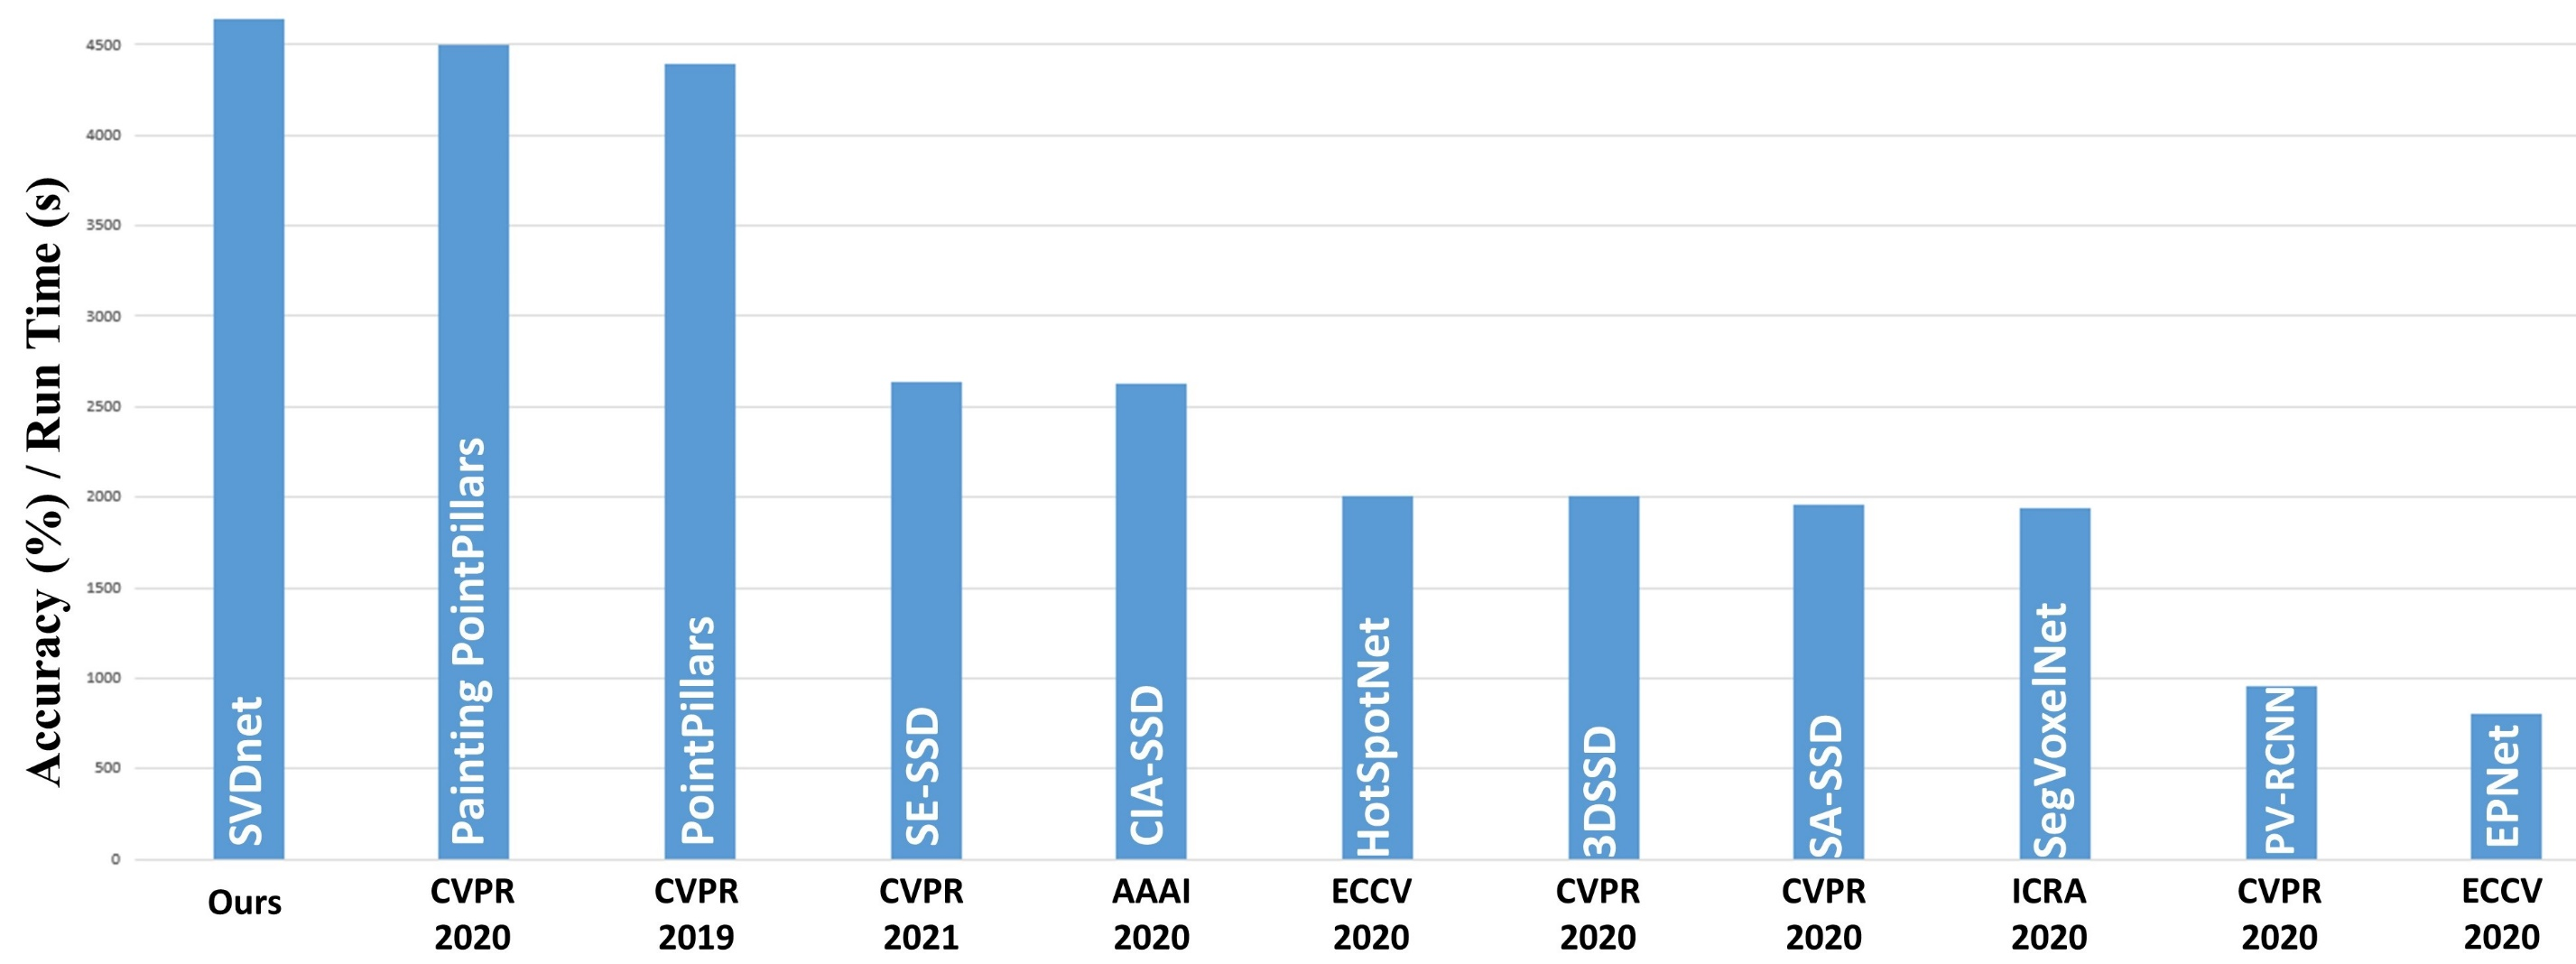 Accuracy (%) / Run Time (s)
4500
4000
3500
3000
2500
2000
1500
1000
500
0
SVDnet
Painting PointPillars
PointPillars
SE-SSD
CIA-SSD
HotSpotNet
3DSSD
SA-SSD
SegVoxelNet
PV-RCNN
EPNet
Ours
CVPR
2020
CVPR
2019
CVPR
2021
AAAI
2020
ECCV
2020
CVPR
2020
CVPR
2020
ICRA
2020
CVPR
2020
ECCV
2020